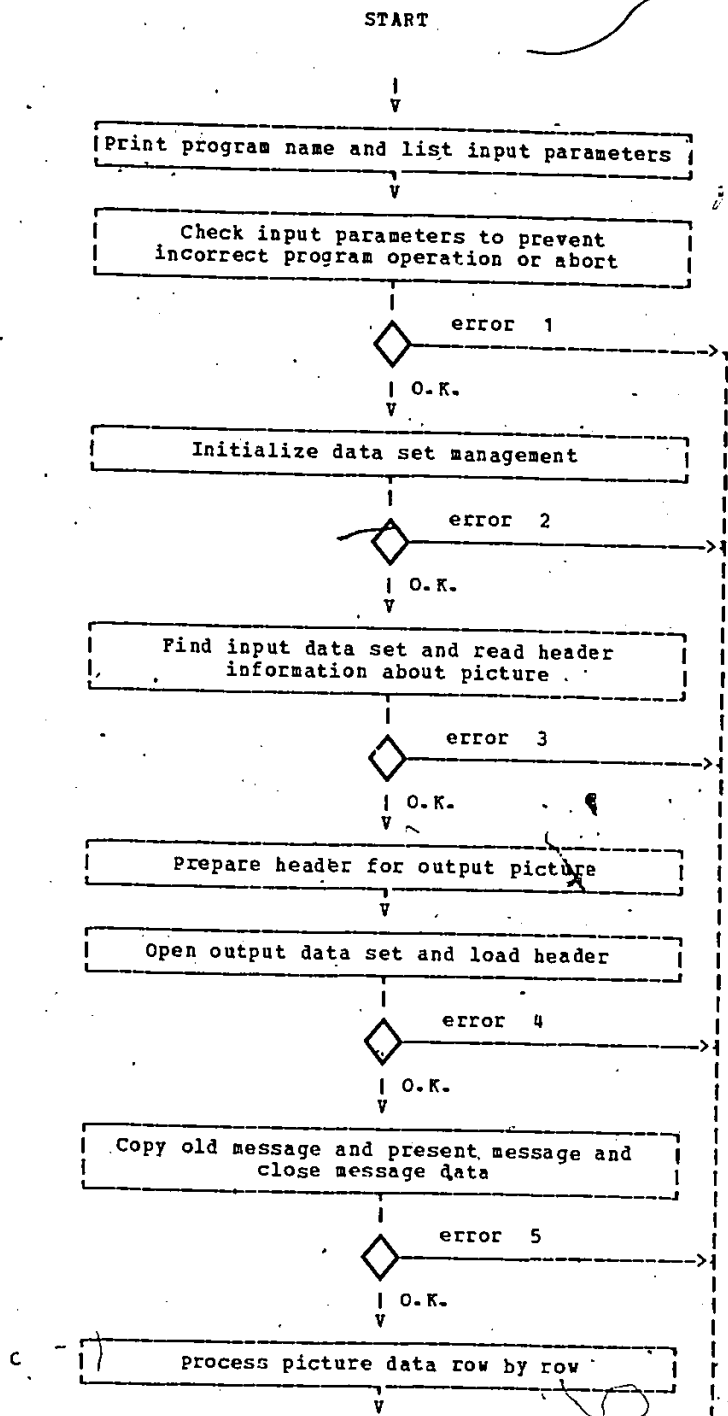 START
Print program name and list input parameters
Check input parameters to prevent
incorrect program operation or abort
error 1
O.K.
Initialize data set management
error 2
O.K.
Find input data set and read header
information about picture
error 3
O.K.
Prepare header for output picture
Open output data set and load header
error 4
O.K.
Copy old message and present message and
close message data
error 5
O.K.
C
Process picture data row by row